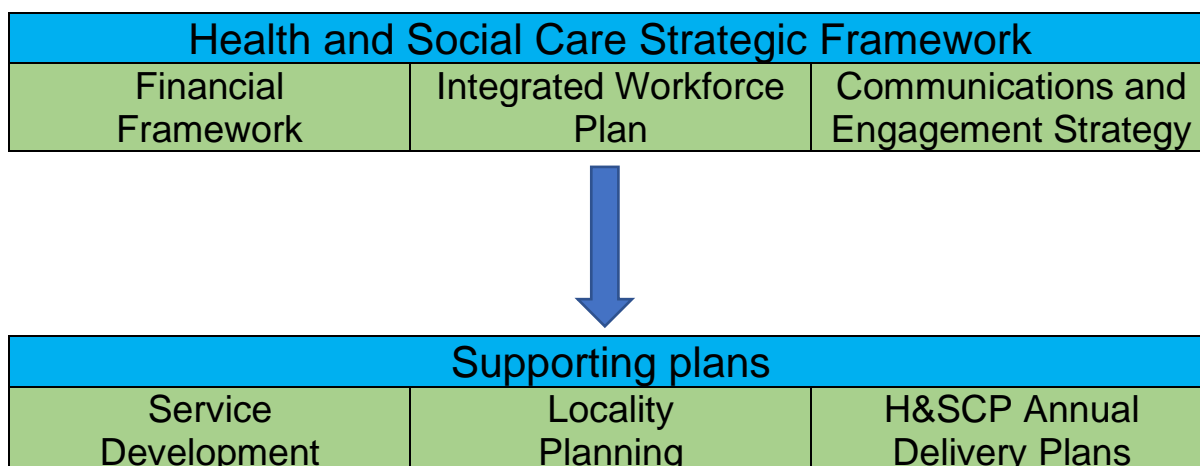 Health and Social Care Strategic Framework
Financial Framework
Integrated Workforce Plan
Communications and Engagement Strategy
Supporting plans
Service Development
Locality Planning
H&SCP Annual Delivery Plans